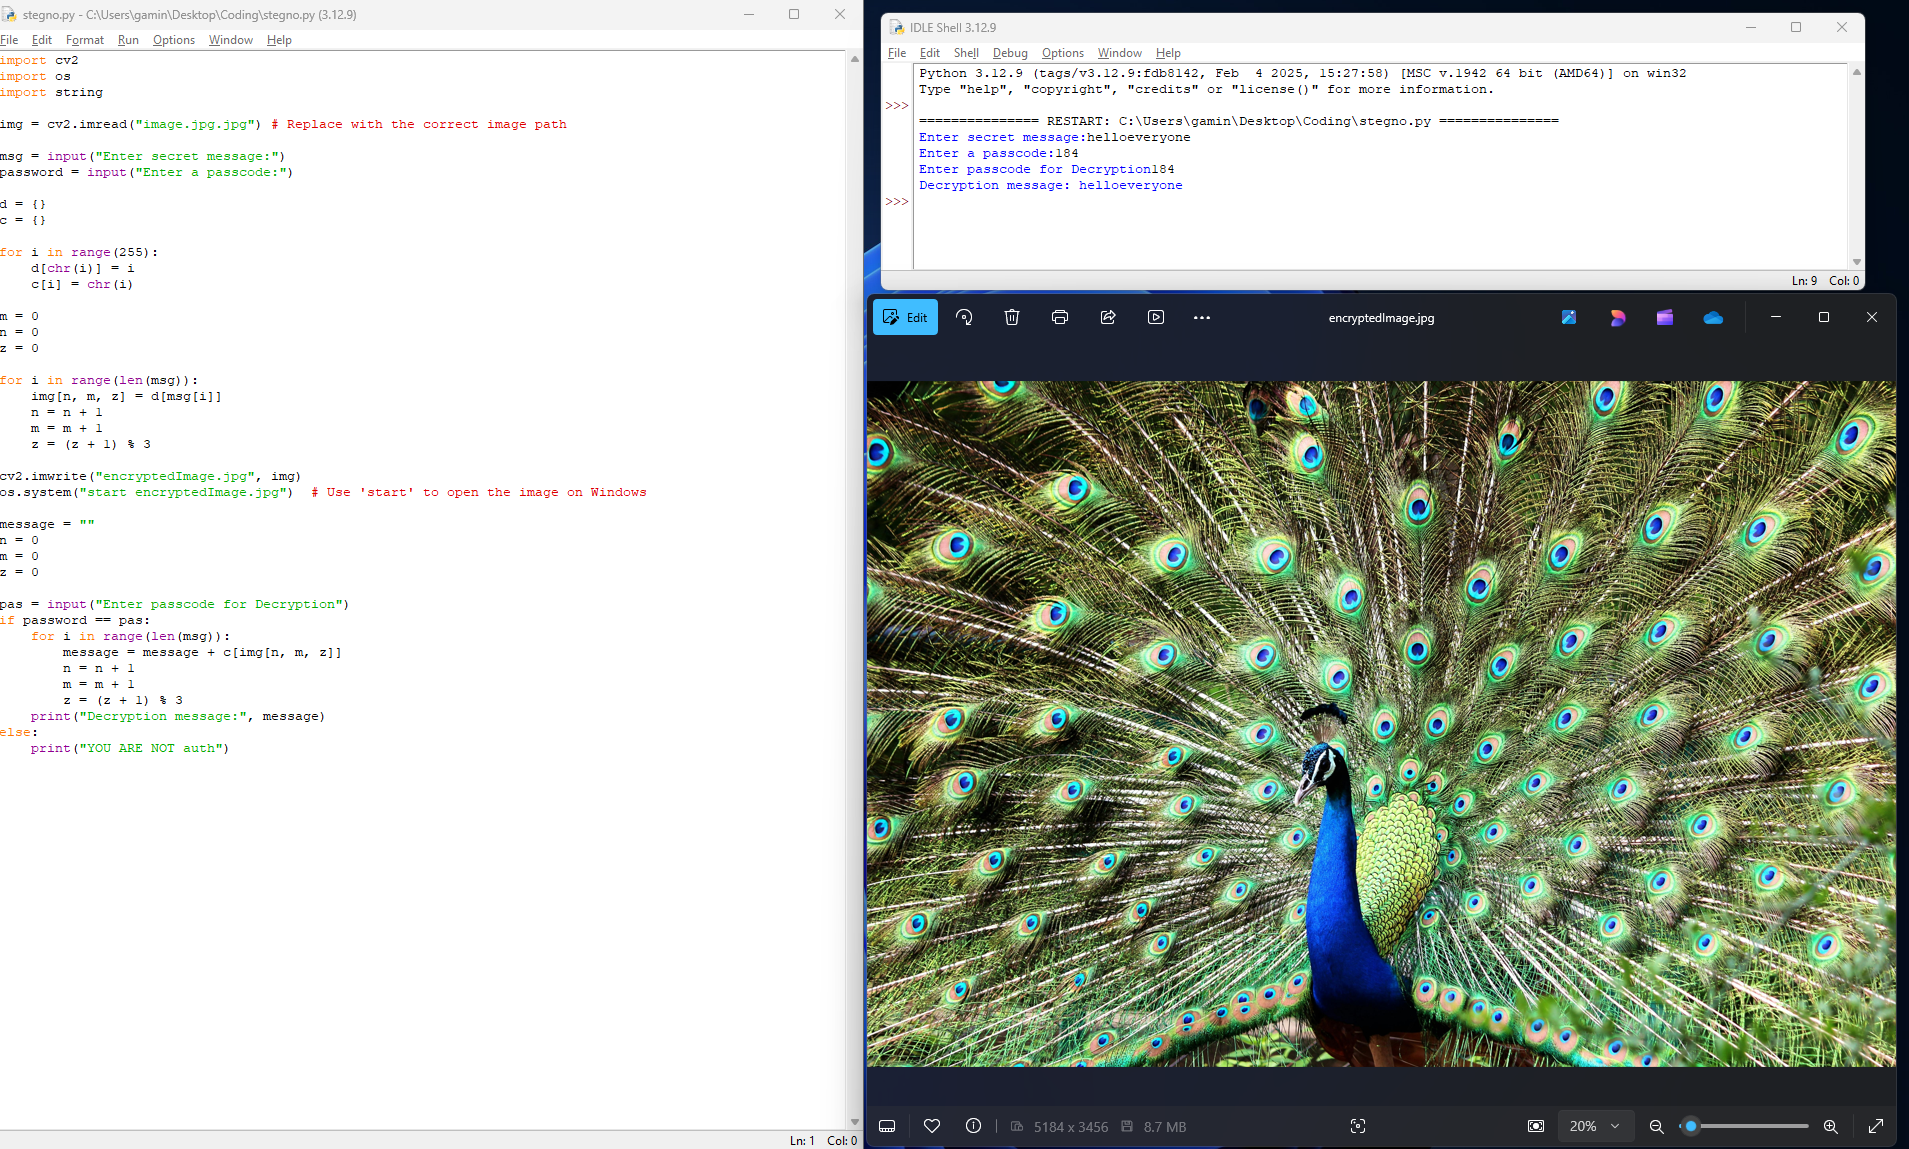 stegno.py - C:\Users\gamin\Desktop\Coding\stegno.py (3.12.9)
File Edit Format Run Options Window Help
import cv2
import os
import string
img = cv2.imread("image.jpg.jpg") # Replace with the correct image path
msg = input("Enter secret message:")
password = input("Enter a passcode:")
d = {}
c = {}
for i in range(255):
    d[chr(i)] = i
    c[i] = chr(i)
m = 0
n = 0
z = 0
for i in range(len(msg)):
    img[n, m, z] = d[msg[i]]
    n = n + 1
    m = m + 1
    z = (z + 1) % 3
cv2.imwrite("encryptedImage.jpg", img)
os.system("start encryptedImage.jpg")  # Use 'start' to open the image on Windows
message = ""
n = 0
m = 0
z = 0
pas = input("Enter passcode for Decryption")
if password == pas:
    for i in range(len(msg)):
        message = message + c[img[n, m, z]]
        n = n + 1
        m = m + 1
        z = (z + 1) % 3
    print("Decryption message:", message)
else:
    print("YOU ARE NOT auth")
Ln: 1 Col: 0
IDLE Shell 3.12.9
File Edit Shell Debug Options Window Help
Python 3.12.9 (tags/v3.12.9:fdb8142, Feb  4 2025, 15:27:58) [MSC v.1942 64 bit (AMD64)] on win32
Type "help", "copyright", "credits" or "license()" for more information.
>>>
=============== RESTART: C:\Users\gamin\Desktop\Coding\stegno.py ===============
Enter secret message:helloeveryone
Enter a passcode:184
Enter passcode for Decryption184
Decryption message: helloeveryone
>>>
Ln: 9 Col: 0
Edit
encryptedImage.jpg
5184 x 3456 8.7 MB
20%